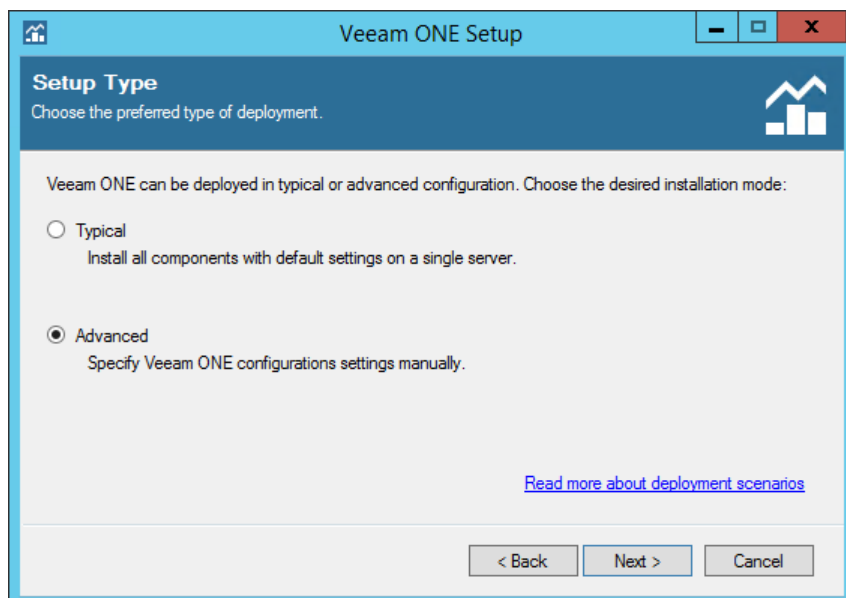 Veeam ONE Setup
Setup Type
Choose the preferred type of deployment.
Veeam ONE can be deployed in typical or advanced configuration. Choose the desired installation mode:
Typical
Install all components with default settings on a single server.
Advanced
Specify Veeam ONE configurations settings manually.
Read more about deployment scenarios
< Back Next > Cancel